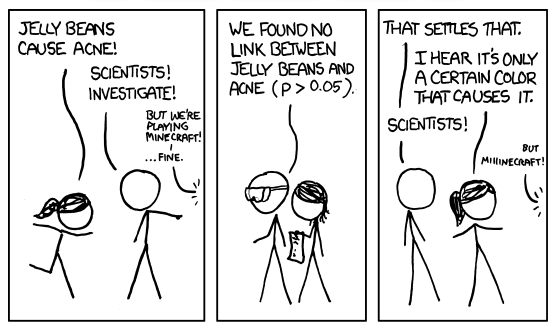 JELLY BEANS
CAUSE ACNE!
SCIENTISTS!
INVESTIGATE!
BUT WE'RE
PLAYING
MINECRAFT!
...FINE.
WE FOUND NO
LINK BETWEEN
JELLY BEANS AND
ACNE (P > 0.05).
THAT SETTLES THAT.
I HEAR IT'S ONLY
A CERTAIN COLOR
THAT CAUSES IT.
SCIENTISTS!
BUT
MIIINECRAFT!